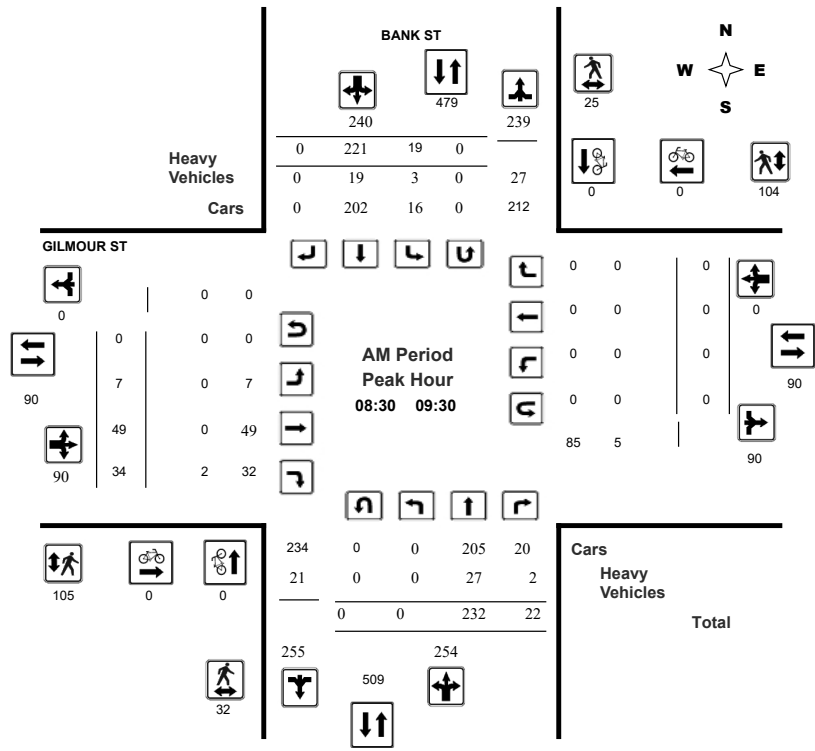 BANK ST
N
W E
S
479
25
240
239
0 221 19 0
Heavy
Vehicles
0 19 3 0 27
0 0 104
Cars
0 202 16 0 212
GILMOUR ST
0 0 0
0 0 0
0
0 0 0
0 0 0
0
AM Period
Peak Hour
08:30 09:30
7 0 7
0 0 0
90
90
0 0 0
49 0 49
85 5
90
34 2 32
90
234 0 0 205 20
Cars
21 0 0 27 2
Heavy
Vehicles
105 0 0
0 0 232 22
Total
255
254
509
32